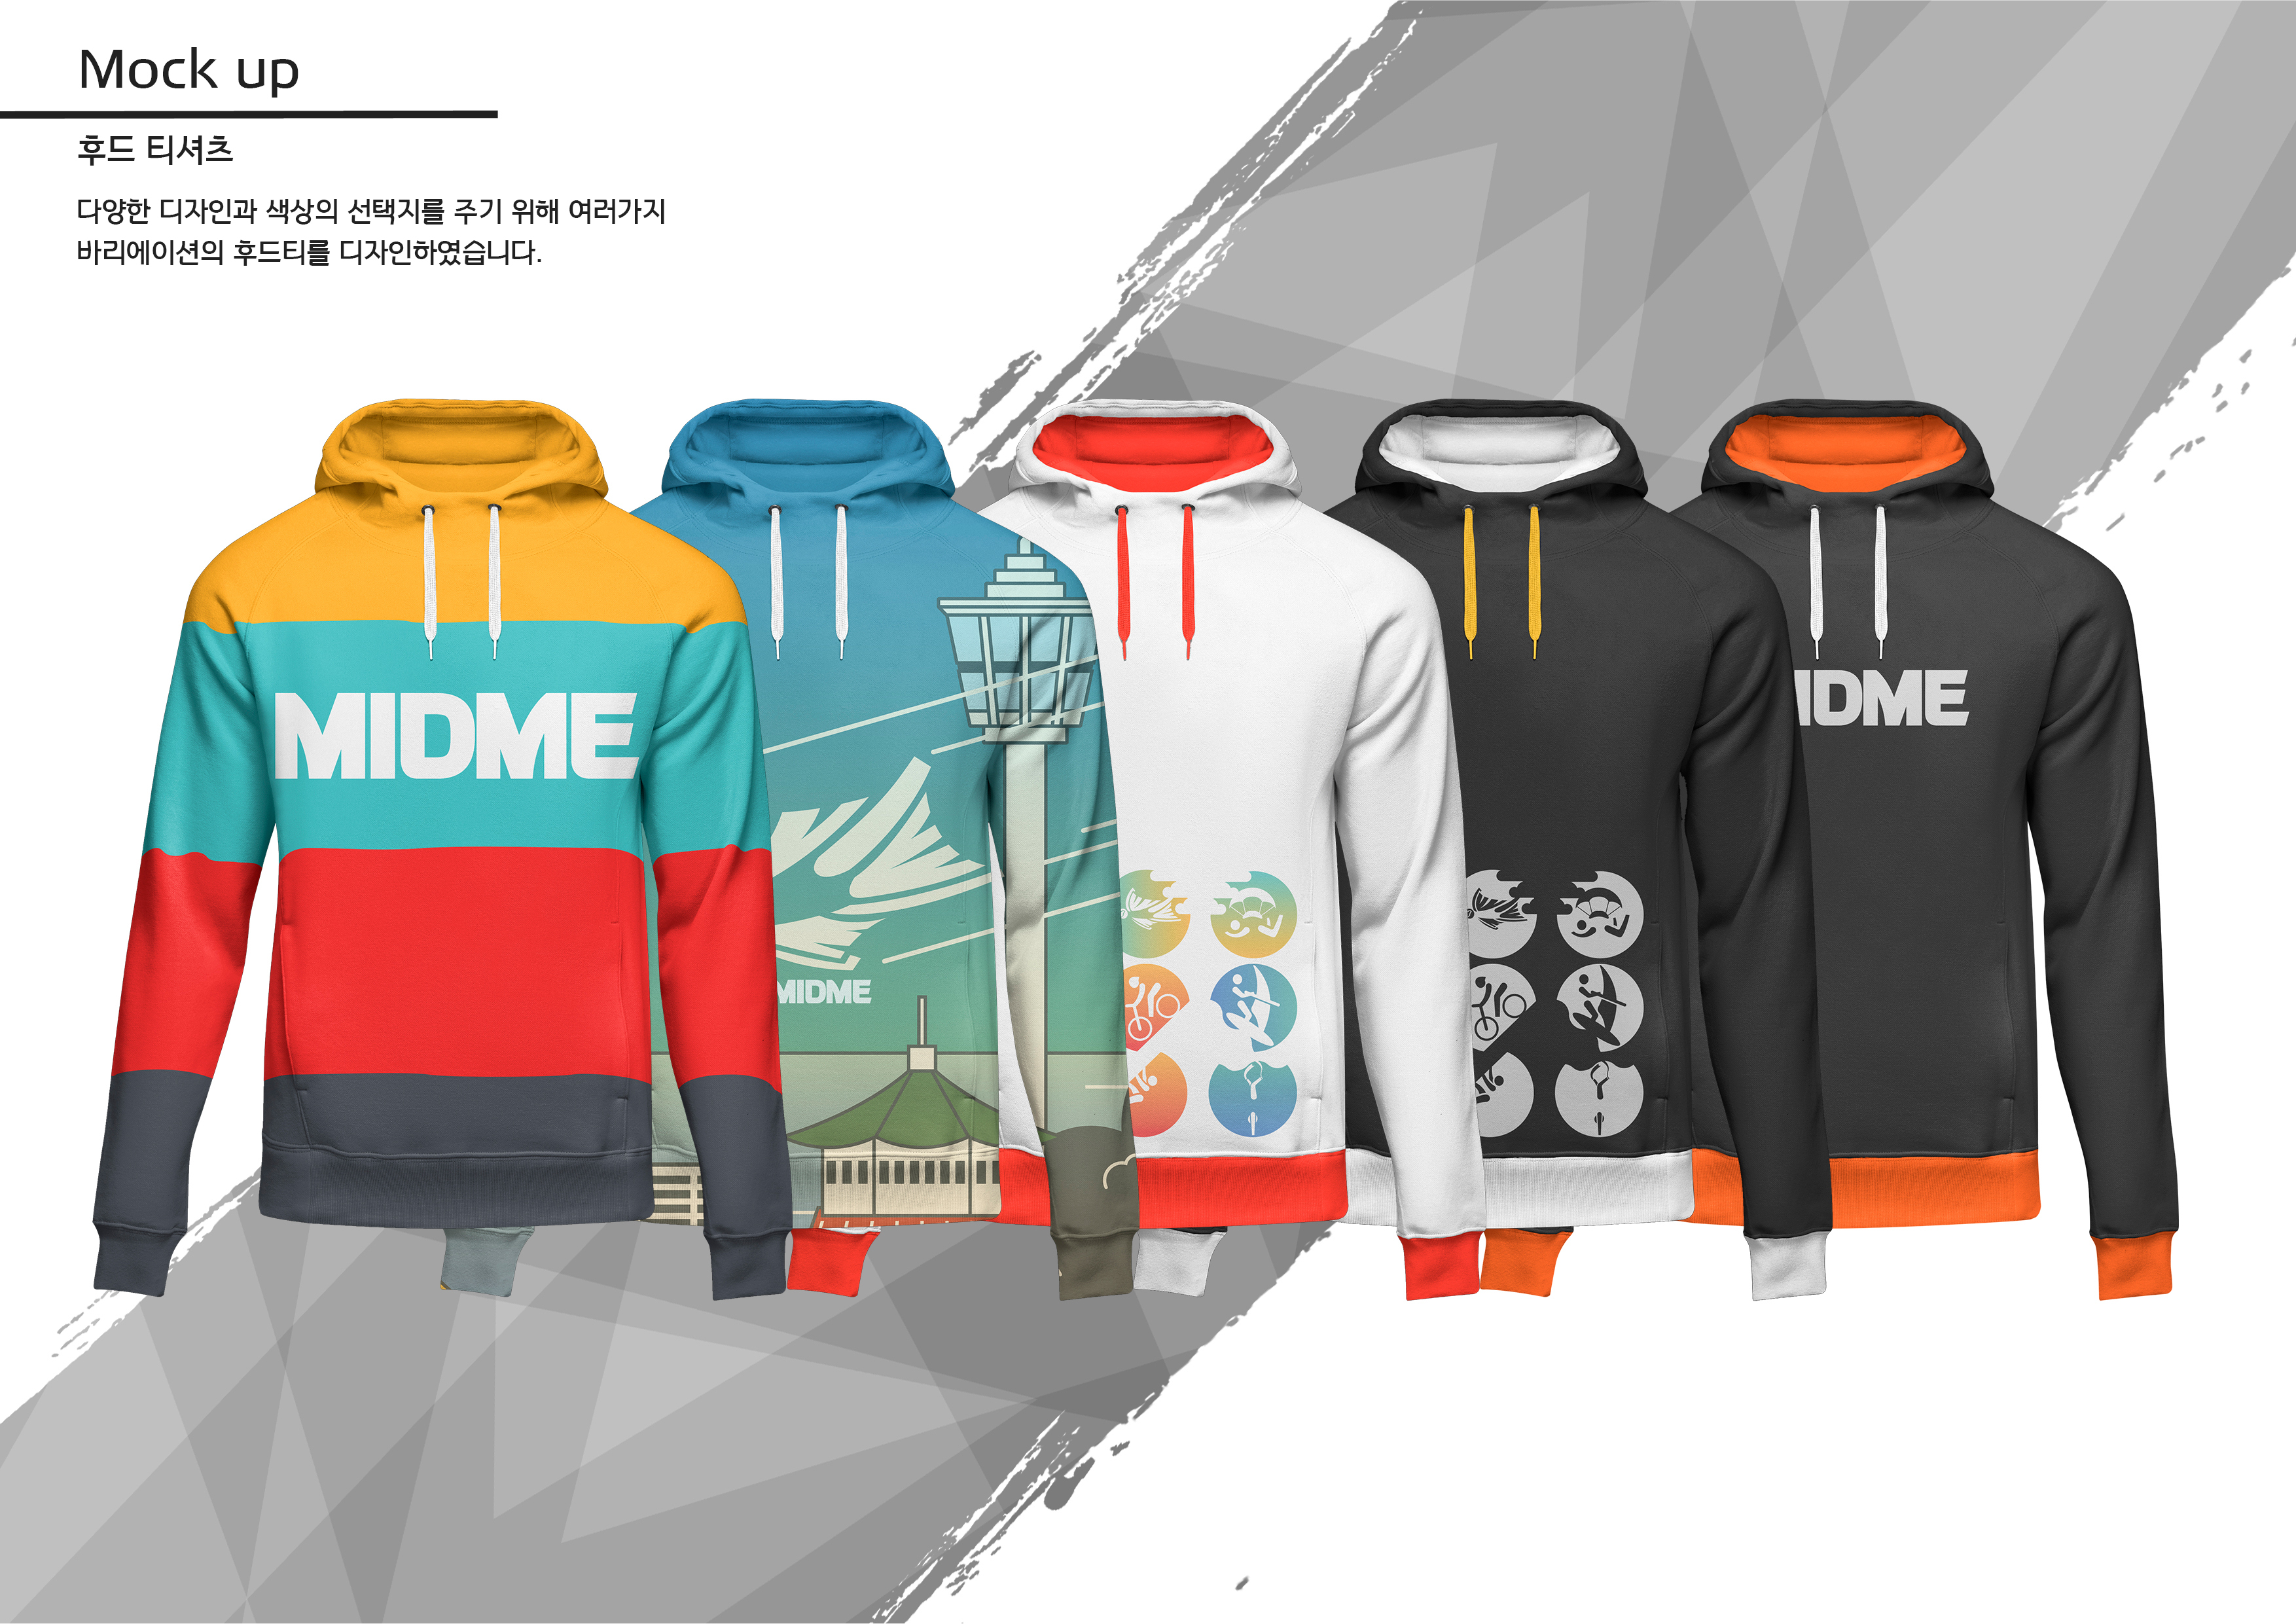 Mock up
후드 티셔츠
다양한 디자인과 색상의 선택지를 주기 위해 여러가지
바리에이션의 후드티를 디자인하였습니다.
MIDME
MIDME
IDME